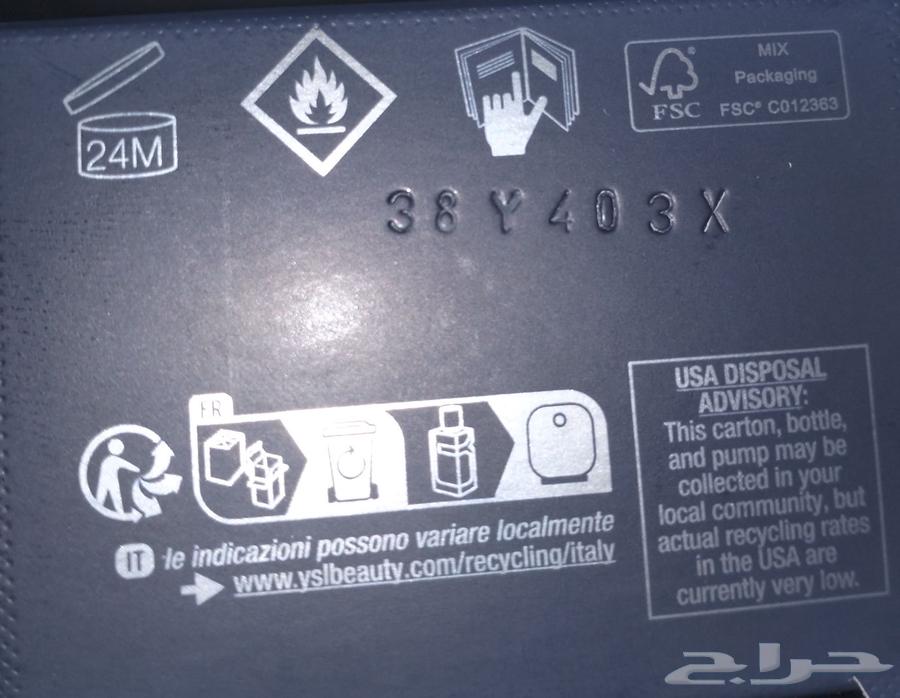 24M
FSC
MIX
Packaging
FSC® C012363
38Y403X
FR
USA DISPOSAL
ADVISORY:
This carton, bottle,
and pump may be
collected in your
local community, but
actual recycling rates
in the USA are
currently very low.
IT le indicazioni possono variare localmente
www.yslbeauty.com/recycling/italy
حراج